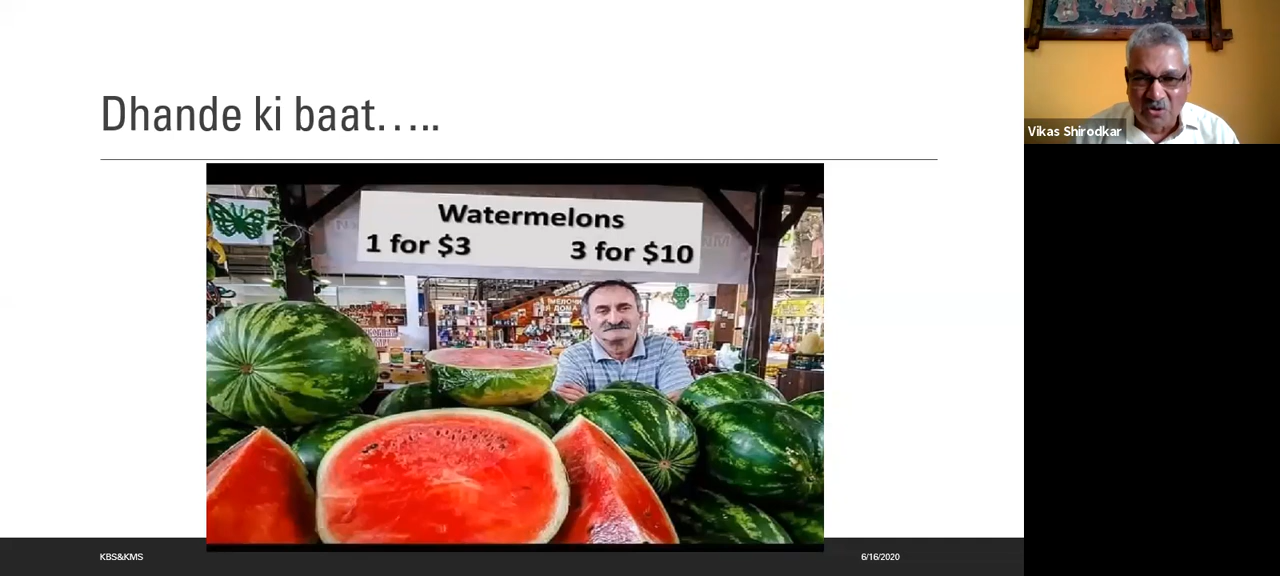 Dhande ki baat.....
Vikas Shirodkar
Watermelons
1 for $3 3 for $10
KBS&KMS
6/16/2020